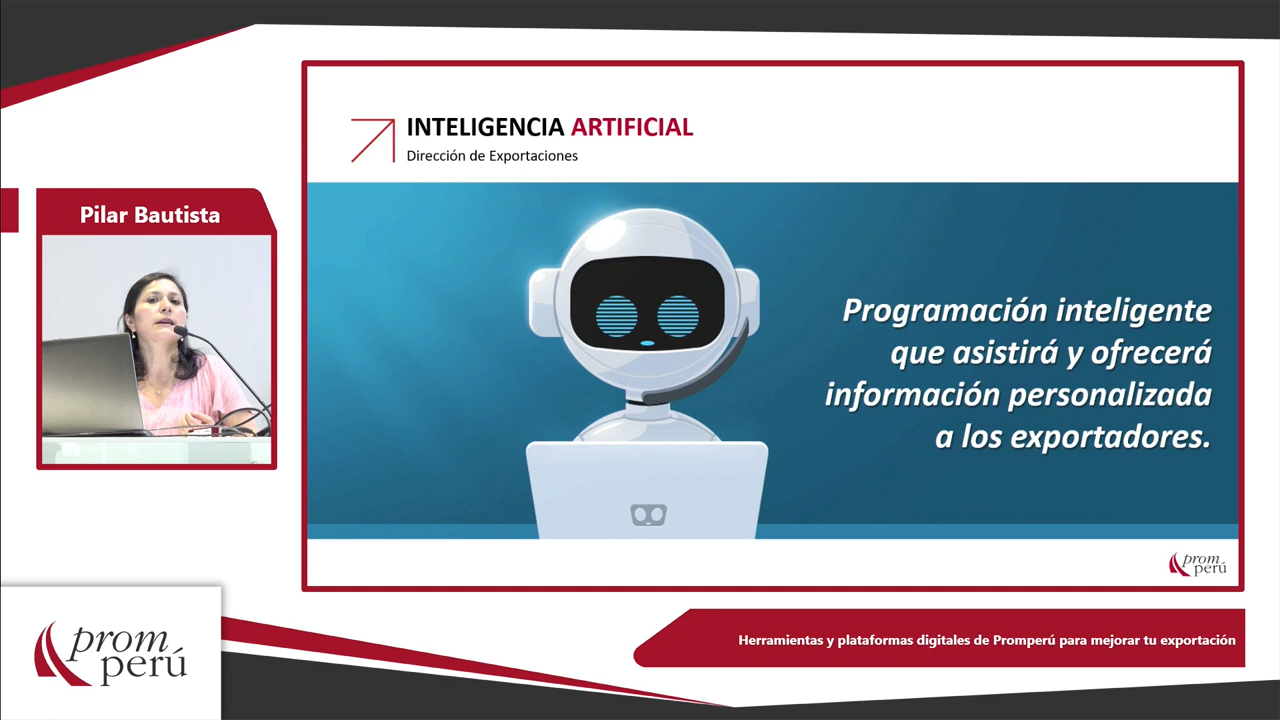 INTELIGENCIA ARTIFICIAL
Dirección de Exportaciones
Pilar Bautista
Programación inteligente
que asistirá y ofrecerá
información personalizada
a los exportadores.
prom
perú
Herramientas y plataformas digitales de Promperú para mejorar tu exportación
prom
perú